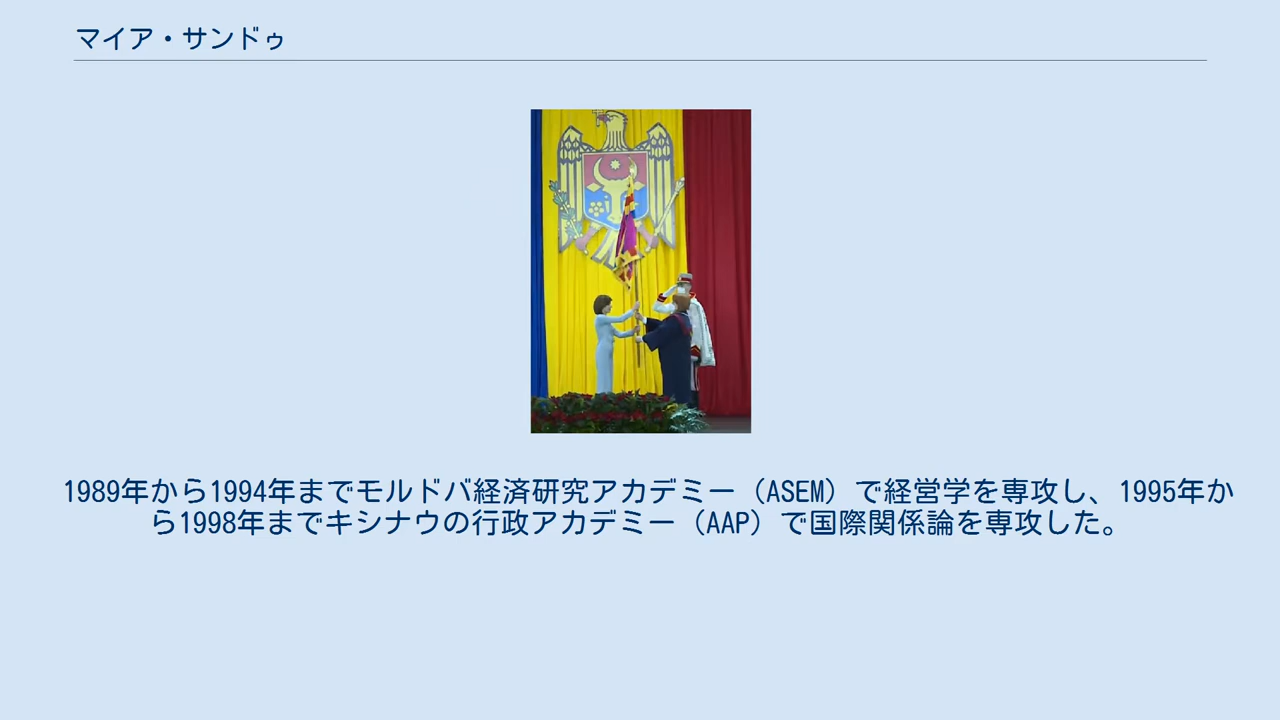 マイア・サンドゥ
1989年から1994年までモルドバ経済研究アカデミー（ASEM）で経営学を専攻し、1995年か
ら1998年までキシナウの行政アカデミー（AAP）で国際関係論を専攻した。